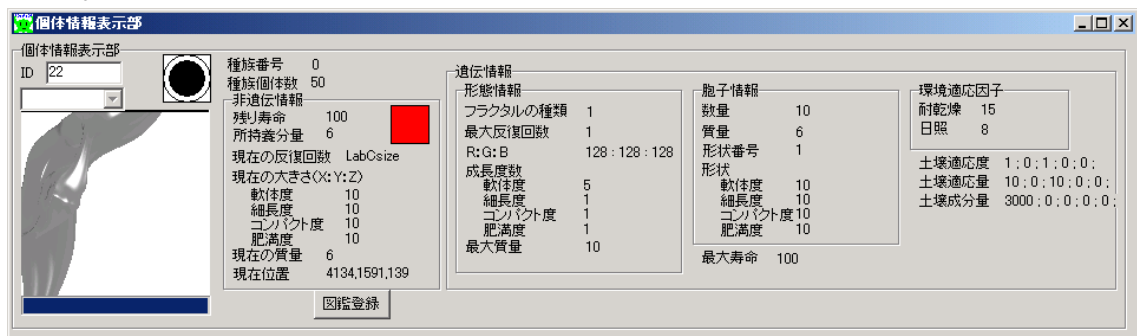 個体情報表示部
個体情報表示部
ID 22
種族番号 0
種族個体数 50
非遺伝情報
残り寿命 100
所持養分量 6
現在の反復回数 LabCsize
現在の大きさ(X:Y:Z)
軟体度 10
細長度 10
コンパクト度 10
肥満度 10
現在の質量 6
現在位置 4134,1591,139
図鑑登録
遺伝情報
形態情報
フラクタルの種類 1
最大反復回数 1
R:G:B 128:128:128
成長度数
軟体度 5
細長度 1
コンパクト度 1
肥満度 1
最大質量 10
胞子情報
数量 10
質量 6
形状番号 1
形状
軟体度 10
細長度 10
コンパクト度 10
肥満度 10
最大寿命 100
環境適応因子
耐乾燥 15
日照 8
土壌適応度 1;0;1;0;0;
土壌適応量 10;0;10;0;0;
土壌成分量 3000;0;0;0;0;